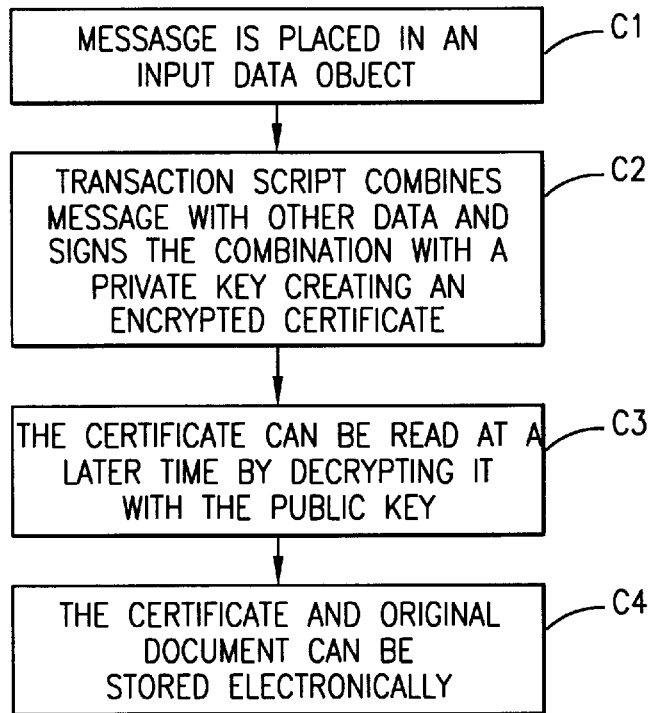 MESSASGE IS PLACED IN AN
INPUT DATA OBJECT
C1
TRANSACTION SCRIPT COMBINES
MESSAGE WITH OTHER DATA AND
SIGNS THE COMBINATION WITH A
PRIVATE KEY CREATING AN
ENCRYPTED CERTIFICATE
C2
THE CERTIFICATE CAN BE READ AT A
LATER TIME BY DECRYPTING IT
WITH THE PUBLIC KEY
C3
THE CERTIFICATE AND ORIGINAL
DOCUMENT CAN BE
STORED ELECTRONICALLY
C4